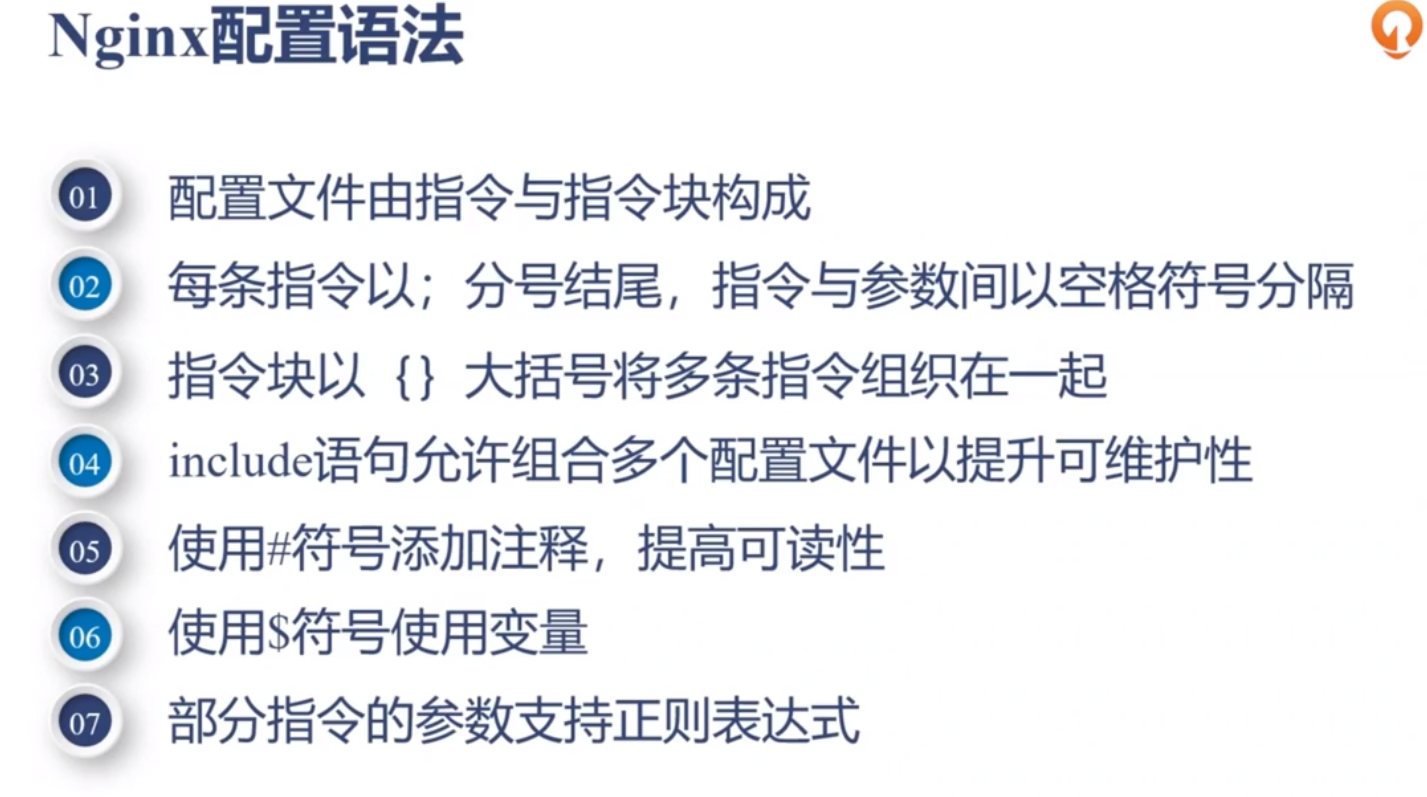 Nginx配置语法
01 配置文件由指令与指令块构成
02 每条指令以；分号结尾，指令与参数间以空格符号分隔
03 指令块以 {} 大括号将多条指令组织在一起
04 include语句允许组合多个配置文件以提升可维护性
05 使用#符号添加注释，提高可读性
06 使用$符号使用变量
07 部分指令的参数支持正则表达式